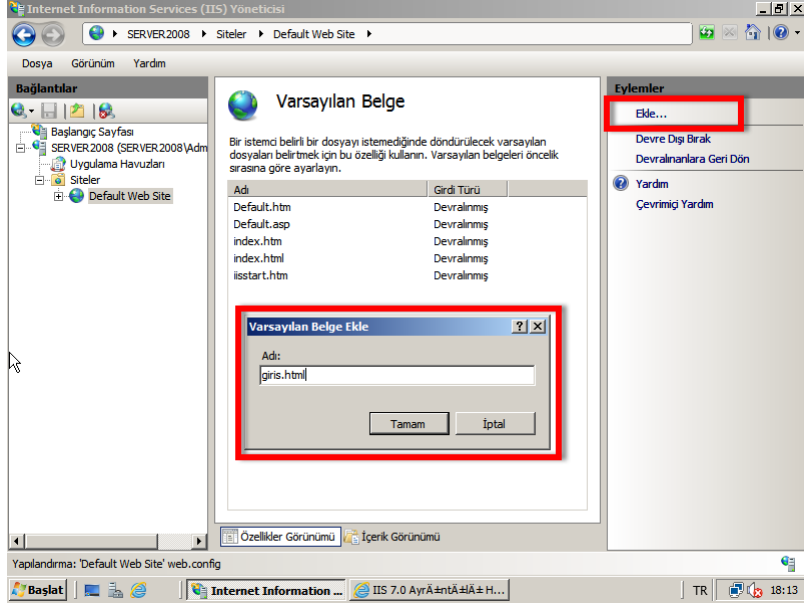 Internet Information Services (IIS) Yöneticisi
SERVER2008 Siteler Default Web Site
Dosya Görünüm Yardım
Bağlantılar
Başlangıç Sayfası
SERVER2008 (SERVER2008\Adm
Uygulama Havuzları
Siteler
Default Web Site
Varsayılan Belge
Bir istemci belirli bir dosyayı istemediğinde döndürülecek varsayılan
dosyaları belirtmek için bu özelliği kullanın. Varsayılan belgeleri öncelik
sırasına göre ayarlayın.
Adı Girdi Türü
Default.htm Devralınmış
Default.asp Devralınmış
index.htm Devralınmış
index.html Devralınmış
iisstart.htm Devralınmış
Varsayılan Belge Ekle
Adı:
giris.html
Tamam İptal
Özellikler Görünümü İçerik Görünümü
Eylemler
Ekle...
Devre Dışı Bırak
Devralınanlara Geri Dön
Yardım
Çevrimiçi Yardım
Yapılandırma: 'Default Web Site' web.config
Başlat Internet Information ... IIS 7.0 AyrÄ±ntÄ±lÄ± H... TR 18:13